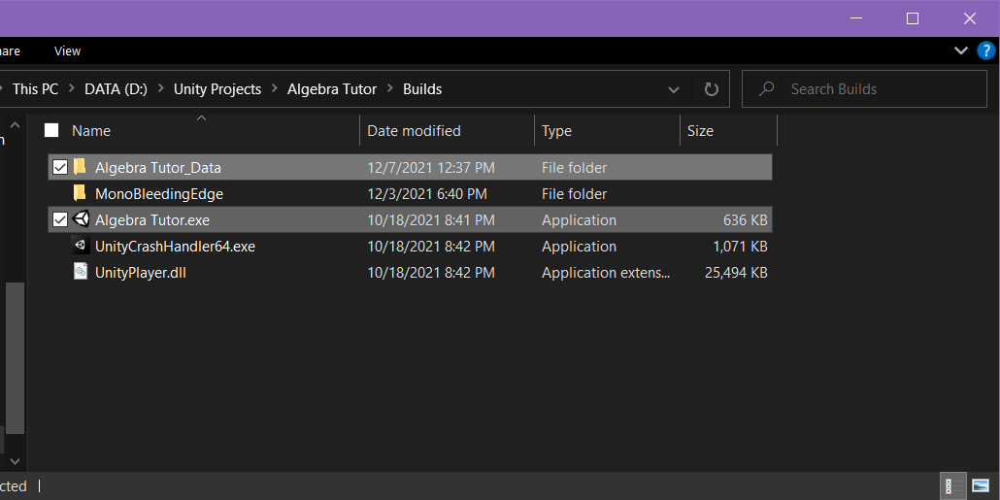 are View
?
This PC > DATA (D:) > Unity Projects > Algebra Tutor > Builds Search Builds
Name Date modified Type Size
Algebra Tutor_Data 12/7/2021 12:37 PM File folder
MonoBleedingEdge 12/3/2021 6:40 PM File folder
Algebra Tutor.exe 10/18/2021 8:41 PM Application 636 KB
UnityCrashHandler64.exe 10/18/2021 8:42 PM Application 1,071 KB
UnityPlayer.dll 10/18/2021 8:42 PM Application extens... 25,494 KB
cted